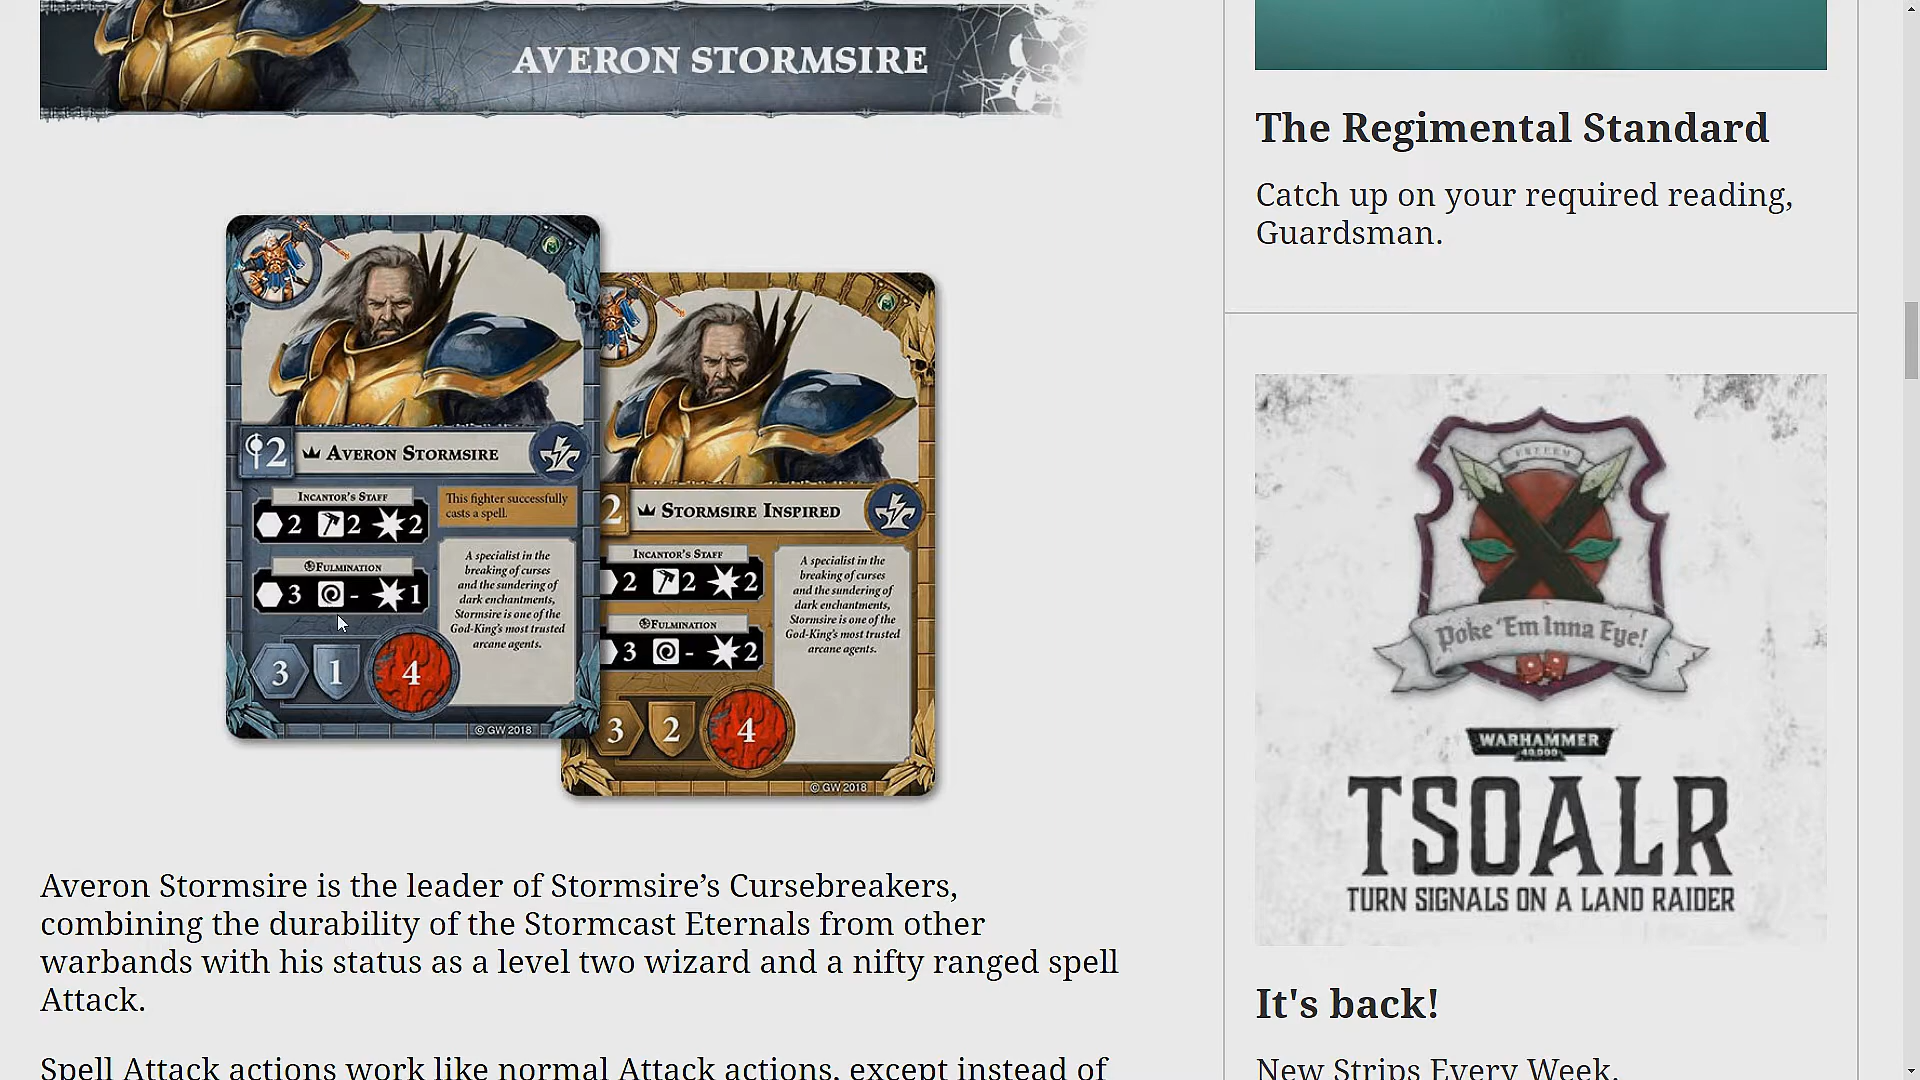 AVERON STORMSIRE
2 AVERON STORMSIRE
INCANTOR'S STAFF
2 2 2
This fighter successfully
casts a spell.
FULMINATION
3 - 1
A specialist in the
breaking of curses
and the sundering of
dark enchantments,
Stormsire is one of the
God-King's most trusted
arcane agents.
3 1 4
© GW 2018
2 STORMSIRE INSPIRED
INCANTOR'S STAFF
2 2 2
FULMINATION
3 - 2
A specialist in the
breaking of curses
and the sundering of
dark enchantments,
Stormsire is one of the
God-King's most trusted
arcane agents.
3 2 4
© GW 2018
Averon Stormsire is the leader of Stormsire’s Cursebreakers,
combining the durability of the Stormcast Eternals from other
warbands with his status as a level two wizard and a nifty ranged spell
Attack.
Spell Attack actions work like normal Attack actions, except instead of
The Regimental Standard
Catch up on your required reading,
Guardsman.
Poke 'Em Inna Eye!
WARHAMMER
40,000
TSOALR
TURN SIGNALS ON A LAND RAIDER
It's back!
New Strips Every Week.